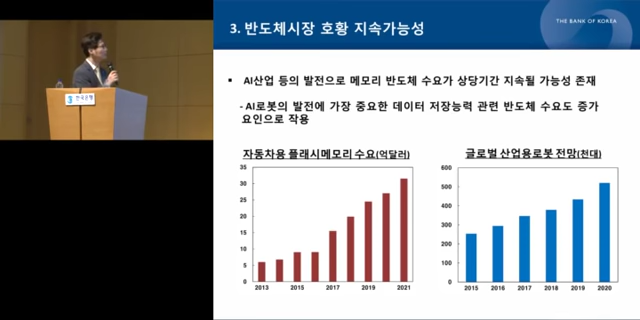 THE BANK OF KOREA
3. 반도체시장 호황 지속가능성
▪ AI산업 등의 발전으로 메모리 반도체 수요가 상당기간 지속될 가능성 존재
- AI로봇의 발전에 가장 중요한 데이터 저장능력 관련 반도체 수요도 증가
요인으로 작용
자동차용 플래시메모리 수요(억달러)
35
30
25
20
15
10
5
0
2013 2015 2017 2019 2021
글로벌 산업용로봇 전망(천대)
600
500
400
300
200
100
0
2015 2016 2017 2018 2019 2020
한국은행